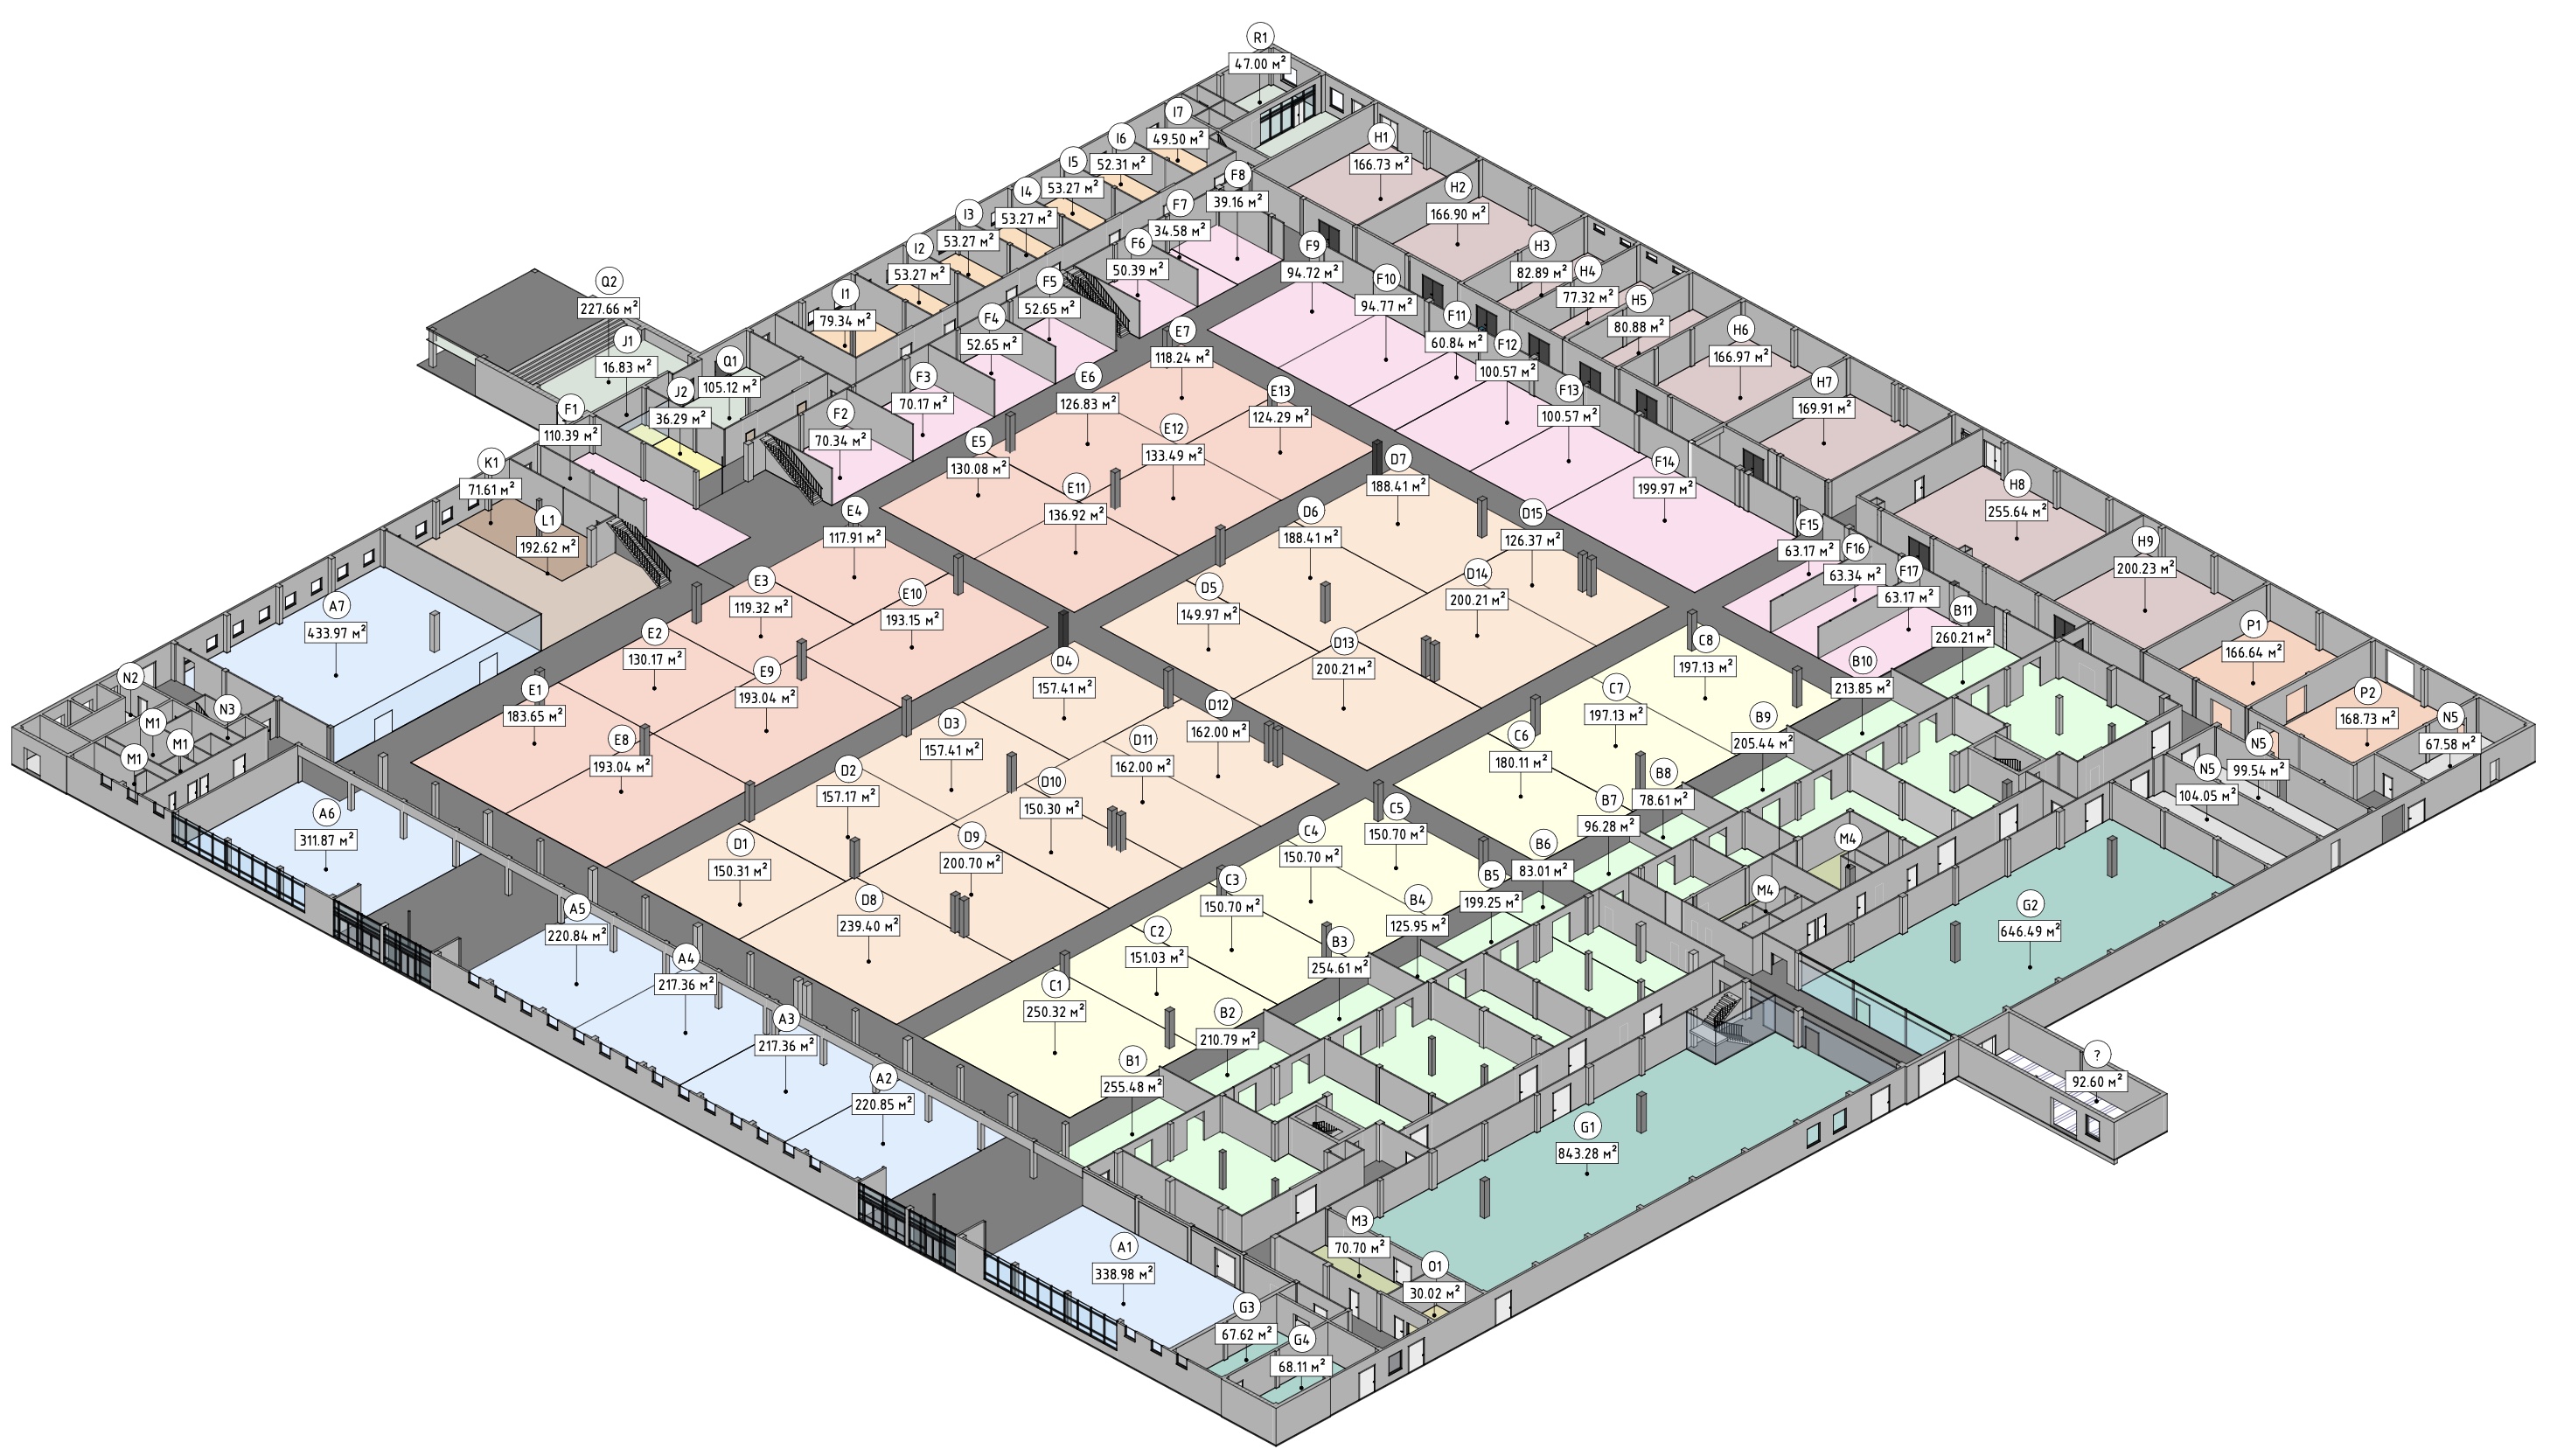 R1
47.00 м²
I7
49.50 м²
I6
52.31 м²
I5
53.27 м²
I4
53.27 м²
I3
53.27 м²
I2
53.27 м²
I1
79.34 м²
H1
166.73 м²
H2
166.90 м²
H3
82.89 м²
H4
77.32 м²
H5
80.88 м²
H6
166.97 м²
H7
169.91 м²
H8
255.64 м²
H9
200.23 м²
F8
39.16 м²
F7
34.58 м²
F6
50.39 м²
F5
52.65 м²
F4
52.65 м²
F3
70.17 м²
F2
70.34 м²
F1
110.39 м²
F9
94.72 м²
F10
94.77 м²
F11
60.84 м²
F12
100.57 м²
F13
100.57 м²
F14
199.97 м²
F15
63.17 м²
F16
63.34 м²
F17
63.17 м²
Q2
227.66 м²
J1
16.83 м²
Q1
105.12 м²
J2
36.29 м²
K1
71.61 м²
L1
192.62 м²
E7
118.24 м²
E6
126.83 м²
E13
124.29 м²
E12
133.49 м²
E5
130.08 м²
E11
136.92 м²
E4
117.91 м²
E3
119.32 м²
E10
193.15 м²
E2
130.17 м²
E9
193.04 м²
E1
183.65 м²
E8
193.04 м²
D7
188.41 м²
D6
188.41 м²
D15
126.37 м²
D5
149.97 м²
D14
200.21 м²
D13
200.21 м²
D4
157.41 м²
D3
157.41 м²
D12
162.00 м²
D11
162.00 м²
D2
157.17 м²
D10
150.30 м²
D1
150.31 м²
D9
200.70 м²
D8
239.40 м²
C8
197.13 м²
C7
197.13 м²
C6
180.11 м²
C5
150.70 м²
C4
150.70 м²
C3
150.70 м²
C2
151.03 м²
C1
250.32 м²
B11
260.21 м²
B10
213.85 м²
B9
205.44 м²
B8
78.61 м²
B7
96.28 м²
B6
83.01 м²
B5
199.25 м²
B4
125.95 м²
B3
254.61 м²
B2
210.79 м²
B1
255.48 м²
P1
166.64 м²
P2
168.73 м²
N5
67.58 м²
N5
99.54 м²
N5
104.05 м²
M4
M4
G2
646.49 м²
?
92.60 м²
G1
843.28 м²
M3
70.70 м²
O1
30.02 м²
G3
67.62 м²
G4
68.11 м²
A7
433.97 м²
N2
N3
M1
M1
M1
A6
311.87 м²
A5
220.84 м²
A4
217.36 м²
A3
217.36 м²
A2
220.85 м²
A1
338.98 м²